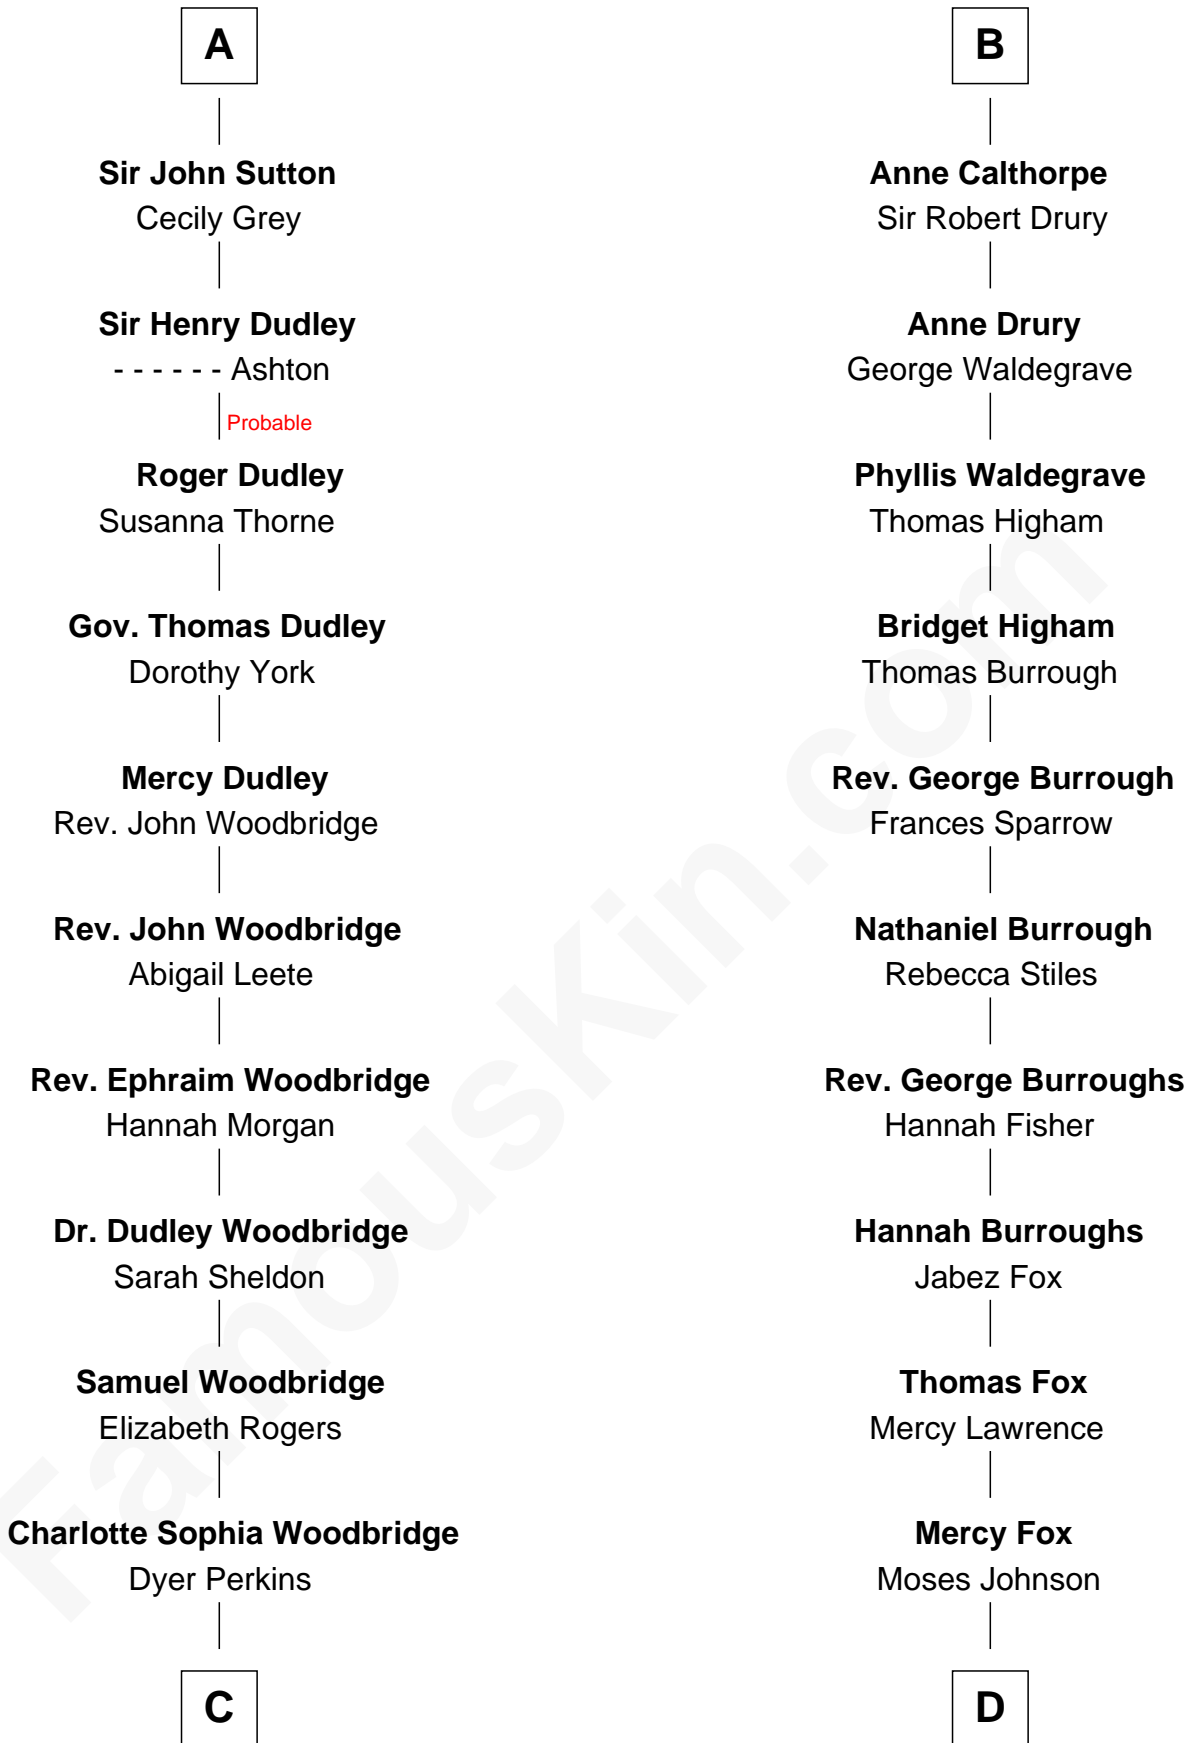 A
Sir John Sutton
Cecily Grey
Sir Henry Dudley
- - - - - - Ashton
Probable
Roger Dudley
Susanna Thorne
Gov. Thomas Dudley
Dorothy York
Mercy Dudley
Rev. John Woodbridge
Rev. John Woodbridge
Abigail Leete
Rev. Ephraim Woodbridge
Hannah Morgan
Dr. Dudley Woodbridge
Sarah Sheldon
Samuel Woodbridge
Elizabeth Rogers
Charlotte Sophia Woodbridge
Dyer Perkins
C
B
Anne Calthorpe
Sir Robert Drury
Anne Drury
George Waldegrave
Phyllis Waldegrave
Thomas Higham
Bridget Higham
Thomas Burrough
Rev. George Burrough
Frances Sparrow
Nathaniel Burrough
Rebecca Stiles
Rev. George Burroughs
Hannah Fisher
Hannah Burroughs
Jabez Fox
Thomas Fox
Mercy Lawrence
Mercy Fox
Moses Johnson
D
FamousKin.com